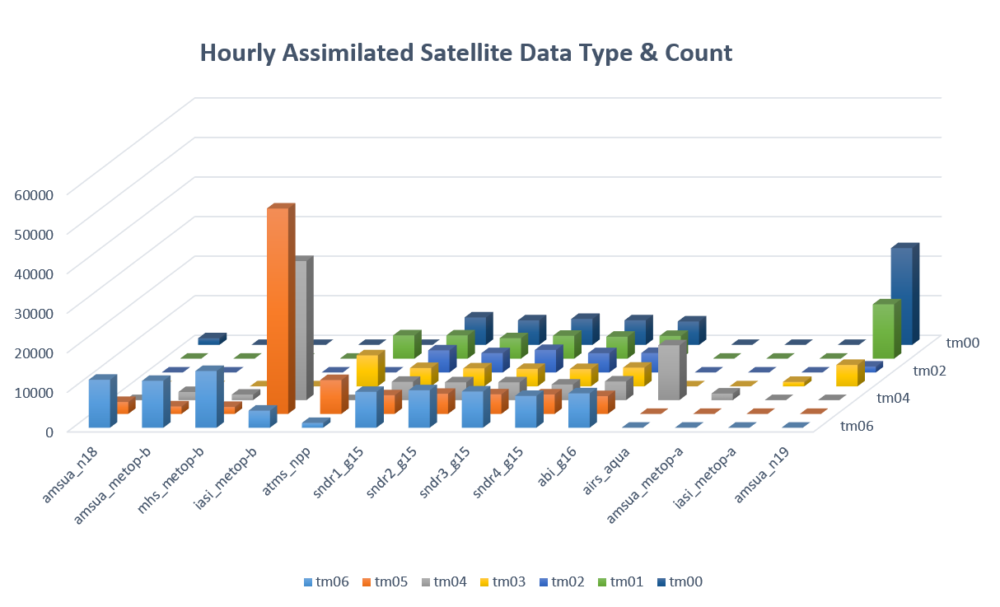 Hourly Assimilated Satellite Data Type & Count
60000
50000
40000
30000
20000
10000
0
tm00
tm02
tm04
tm06
amsua_n18
amsua_metop-b
mhs_metop-b
iasi_metop-b
atms_npp
sndr1_g15
sndr2_g15
sndr3_g15
sndr4_g15
abi_g16
airs_aqua
amsua_metop-a
iasi_metop-a
amsua_n19
tm06 tm05 tm04 tm03 tm02 tm01 tm00